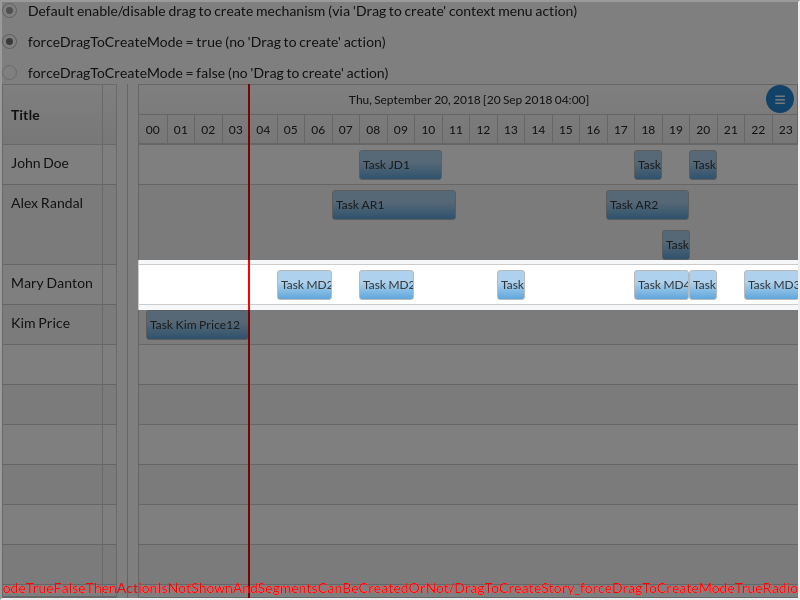 Default enable/disable drag to create mechanism (via 'Drag to create' context menu action)
forceDragToCreateMode = true (no 'Drag to create' action)
forceDragToCreateMode = false (no 'Drag to create' action)
Title
Thu, September 20, 2018 [20 Sep 2018 04:00]
00 01 02 03 04 05 06 07 08 09 10 11 12 13 14 15 16 17 18 19 20 21 22 23
John Doe Task JD1 Task Task
Alex Randal Task AR1 Task AR2
Task
Mary Danton Task MD2 Task MD2 Task Task MD4 Task Task MD3
Kim Price Task Kim Price12
odeTrueFalseThenActionIsNotShownAndSegmentsCanBeCreatedOrNot/DragToCreateStory_forceDragToCreateModeTrueRadio